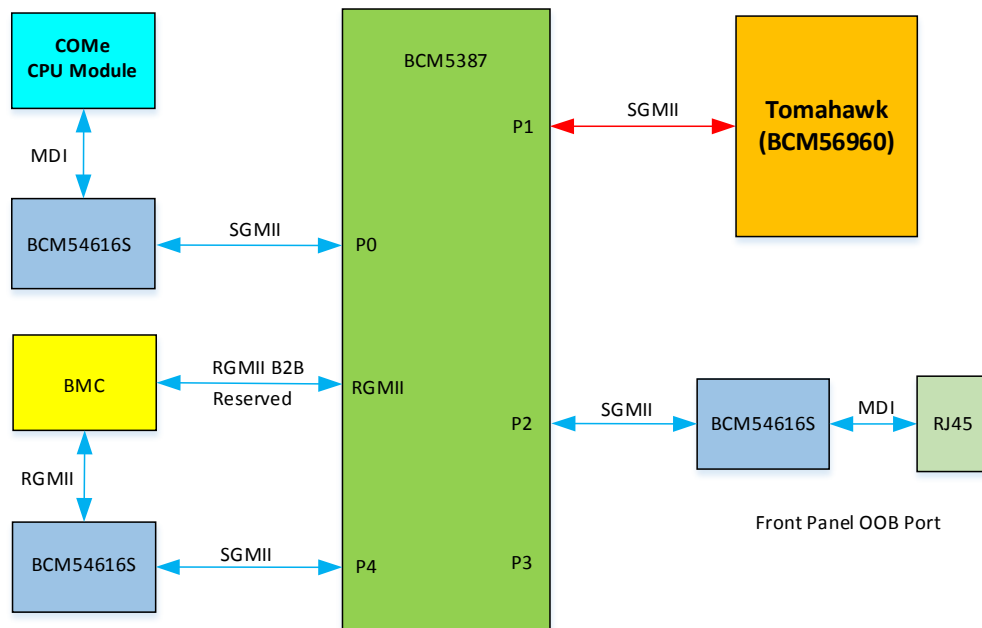 COMe
CPU Module
MDI
BCM54616S
SGMII
BMC
RGMII B2B
Reserved
RGMII
BCM54616S
SGMII
BCM5387
P0
RGMII
P4
P1
P2
P3
SGMII
Tomahawk
(BCM56960)
SGMII
BCM54616S
MDI
RJ45
Front Panel OOB Port